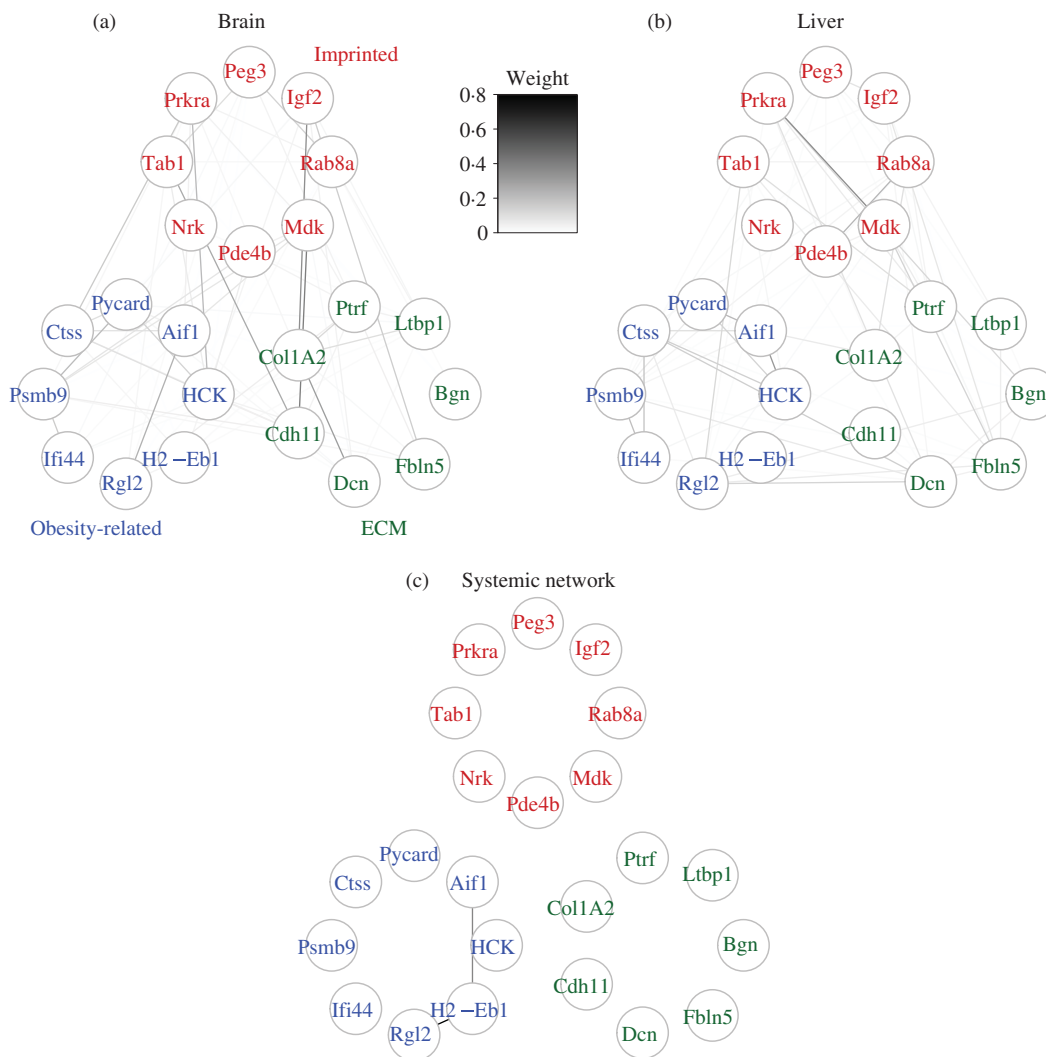 (a)
Brain
Imprinted
Peg3
Prkra
Igf2
Tab1
Rab8a
Nrk
Mdk
Pde4b
Pycard
Ctss
Aif1
Psmb9
HCK
Ifi44
H2 –Eb1
Rgl2
Ptrf
Ltbp1
Col1A2
Bgn
Cdh11
Fbln5
Dcn
Obesity-related
ECM
Weight
0·8
0·6
0·4
0·2
0
(b)
Liver
Peg3
Prkra
Igf2
Tab1
Rab8a
Nrk
Mdk
Pde4b
Pycard
Ctss
Aif1
Psmb9
HCK
Ifi44
H2 –Eb1
Rgl2
Ptrf
Ltbp1
Col1A2
Bgn
Cdh11
Fbln5
Dcn
(c)
Systemic network
Peg3
Prkra
Igf2
Tab1
Rab8a
Nrk
Mdk
Pde4b
Pycard
Ctss
Aif1
Psmb9
HCK
Ifi44
H2 –Eb1
Rgl2
Ptrf
Ltbp1
Col1A2
Bgn
Cdh11
Fbln5
Dcn